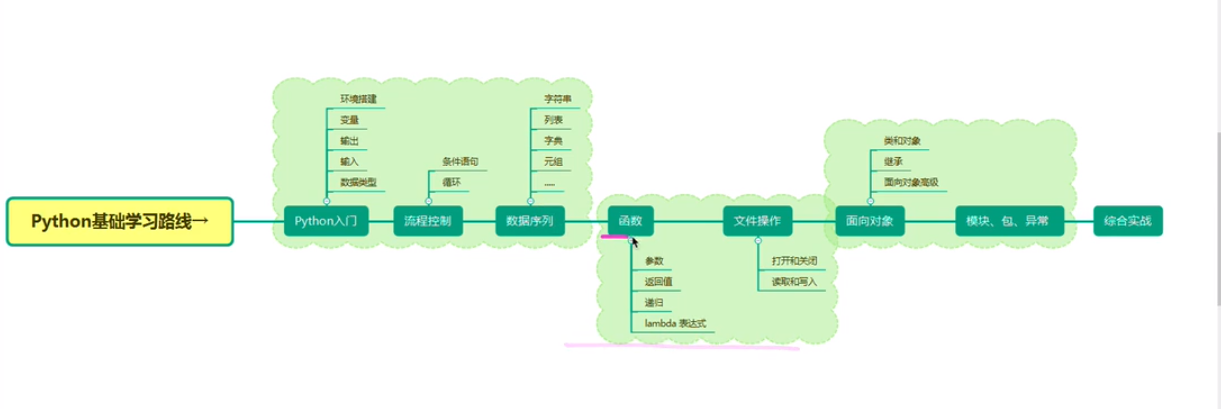 Python基础学习路线→
环境搭建
变量
输出
输入
数据类型
Python入门
条件语句
循环
流程控制
字符串
列表
字典
元组
.....
数据序列
函数
参数
返回值
递归
lambda 表达式
文件操作
打开和关闭
读取和写入
类和对象
继承
面向对象高级
面向对象
模块、包、异常
综合实战